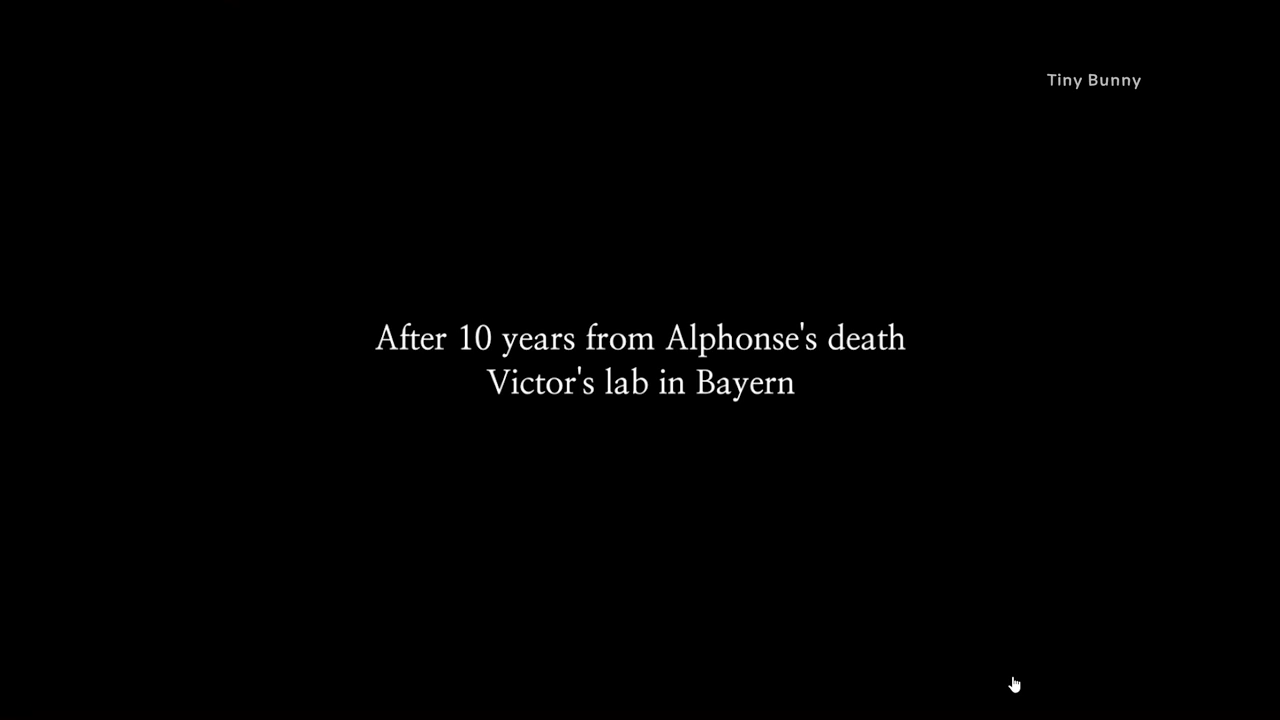 Tiny Bunny
After 10 years from Alphonse's death
Victor's lab in Bayern